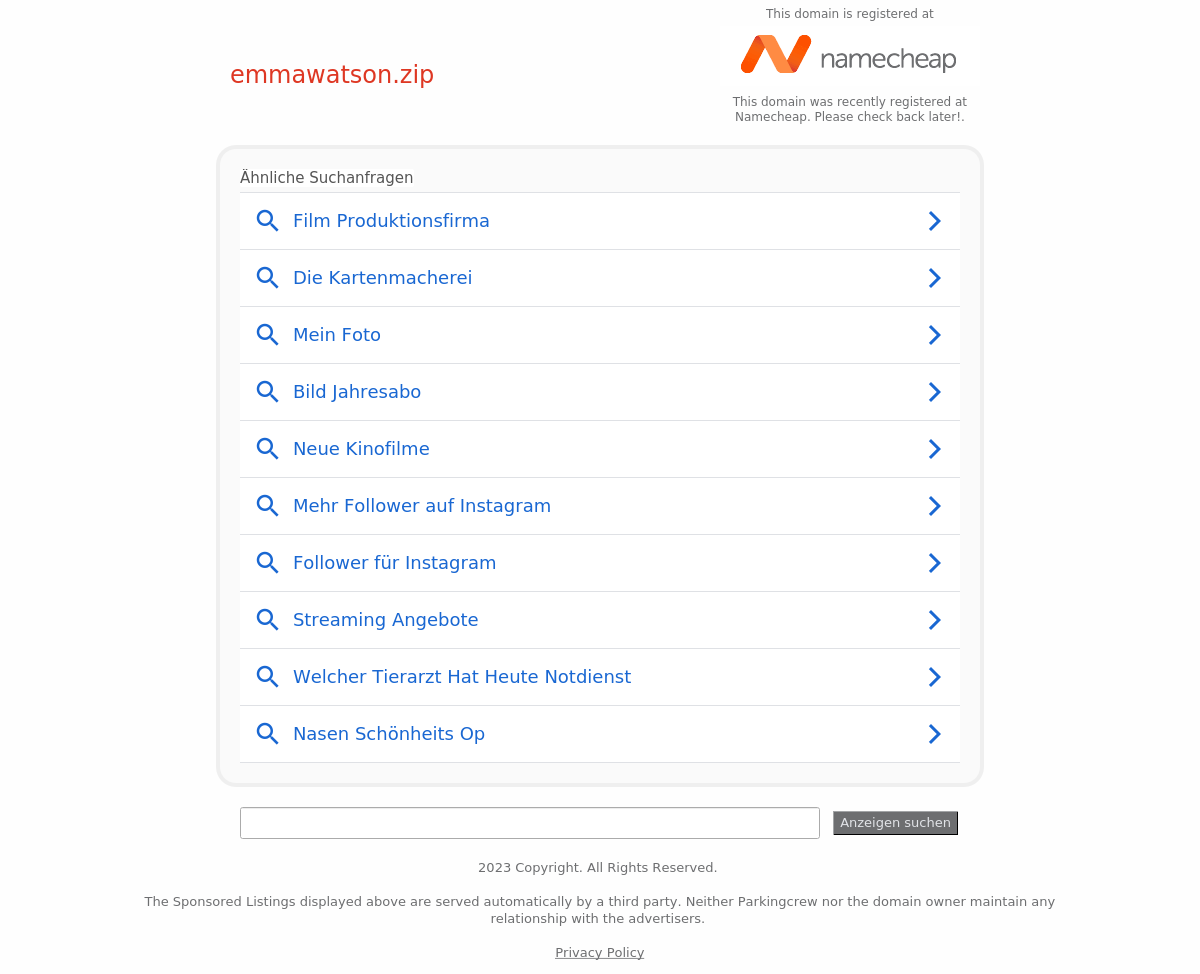 This domain is registered at
namecheap
emmawatson.zip
This domain was recently registered at
Namecheap. Please check back later!.
Ähnliche Suchanfragen
Film Produktionsfirma
Die Kartenmacherei
Mein Foto
Bild Jahresabo
Neue Kinofilme
Mehr Follower auf Instagram
Follower für Instagram
Streaming Angebote
Welcher Tierarzt Hat Heute Notdienst
Nasen Schönheits Op
Anzeigen suchen
2023 Copyright. All Rights Reserved.
The Sponsored Listings displayed above are served automatically by a third party. Neither Parkingcrew nor the domain owner maintain any
relationship with the advertisers.
Privacy Policy